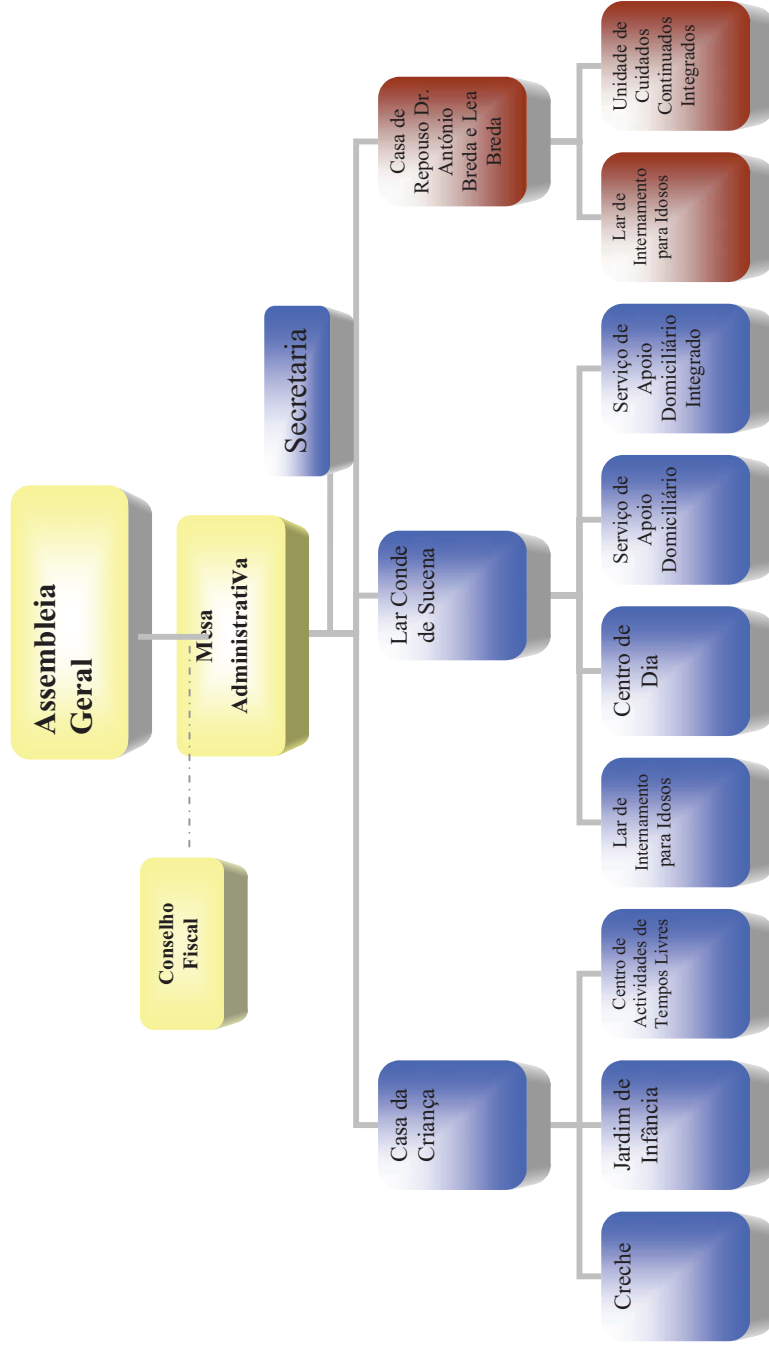 Assembleia
Geral
Conselho
Fiscal
Mesa
Administrativa
Secretaria
Casa da
Criança
Lar Conde
de Sucena
Casa de
Repouso Dr.
António
Breda e Lea
Breda
Creche
Jardim de
Infância
Centro de
Actividades de
Tempos Livres
Lar de
Internamento
para Idosos
Centro de
Dia
Serviço de
Apoio
Domiciliário
Serviço de
Apoio
Domiciliário
Integrado
Lar de
Internamento
para Idosos
Unidade de
Cuidados
Continuados
Integrados